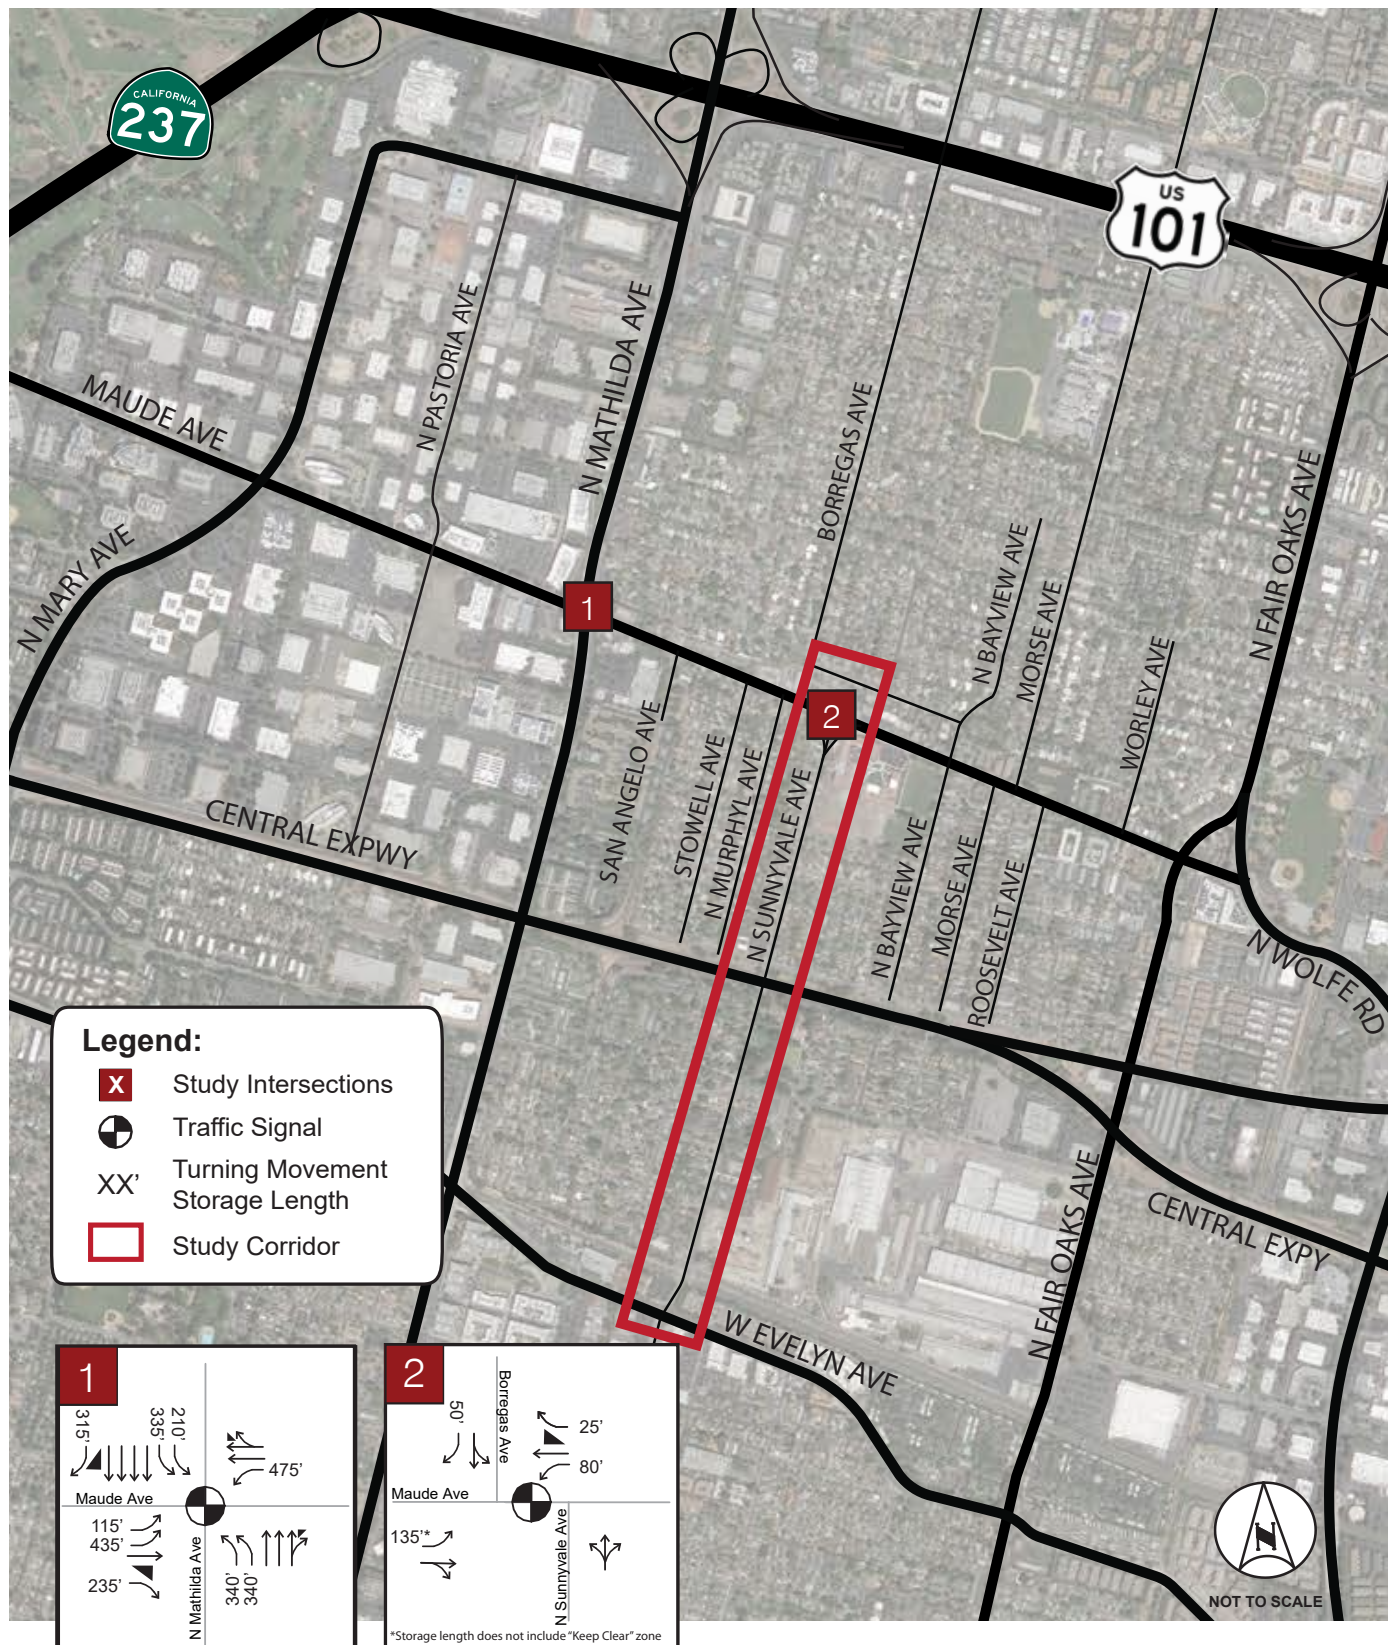 CALIFORNIA
237
US
101
MAUDE AVE
N PASTORIA AVE
N MATHILDA AVE
BORREGAS AVE
N FAIR OAKS AVE
N MARY AVE
1
N BAYVIEW AVE
MORSE AVE
WORLEY AVE
2
SAN ANGELO AVE
STOWELL AVE
N MURPHYL AVE
N SUNNYVALE AVE
N BAYVIEW AVE
MORSE AVE
ROOSEVELT AVE
CENTRAL EXPWY
N WOLFE RD
Legend:
X Study Intersections
Traffic Signal
XX' Turning Movement
Storage Length
Study Corridor
N FAIR OAKS AVE
CENTRAL EXPY
W EVELYN AVE
1
315'
335'
210'
475'
Maude Ave
115'
435'
235'
N Mathilda Ave
340'
340'
2
50'
Borregas Ave
25'
80'
Maude Ave
135'*
N Sunnyvale Ave
*Storage length does not include "Keep Clear" zone
N
NOT TO SCALE